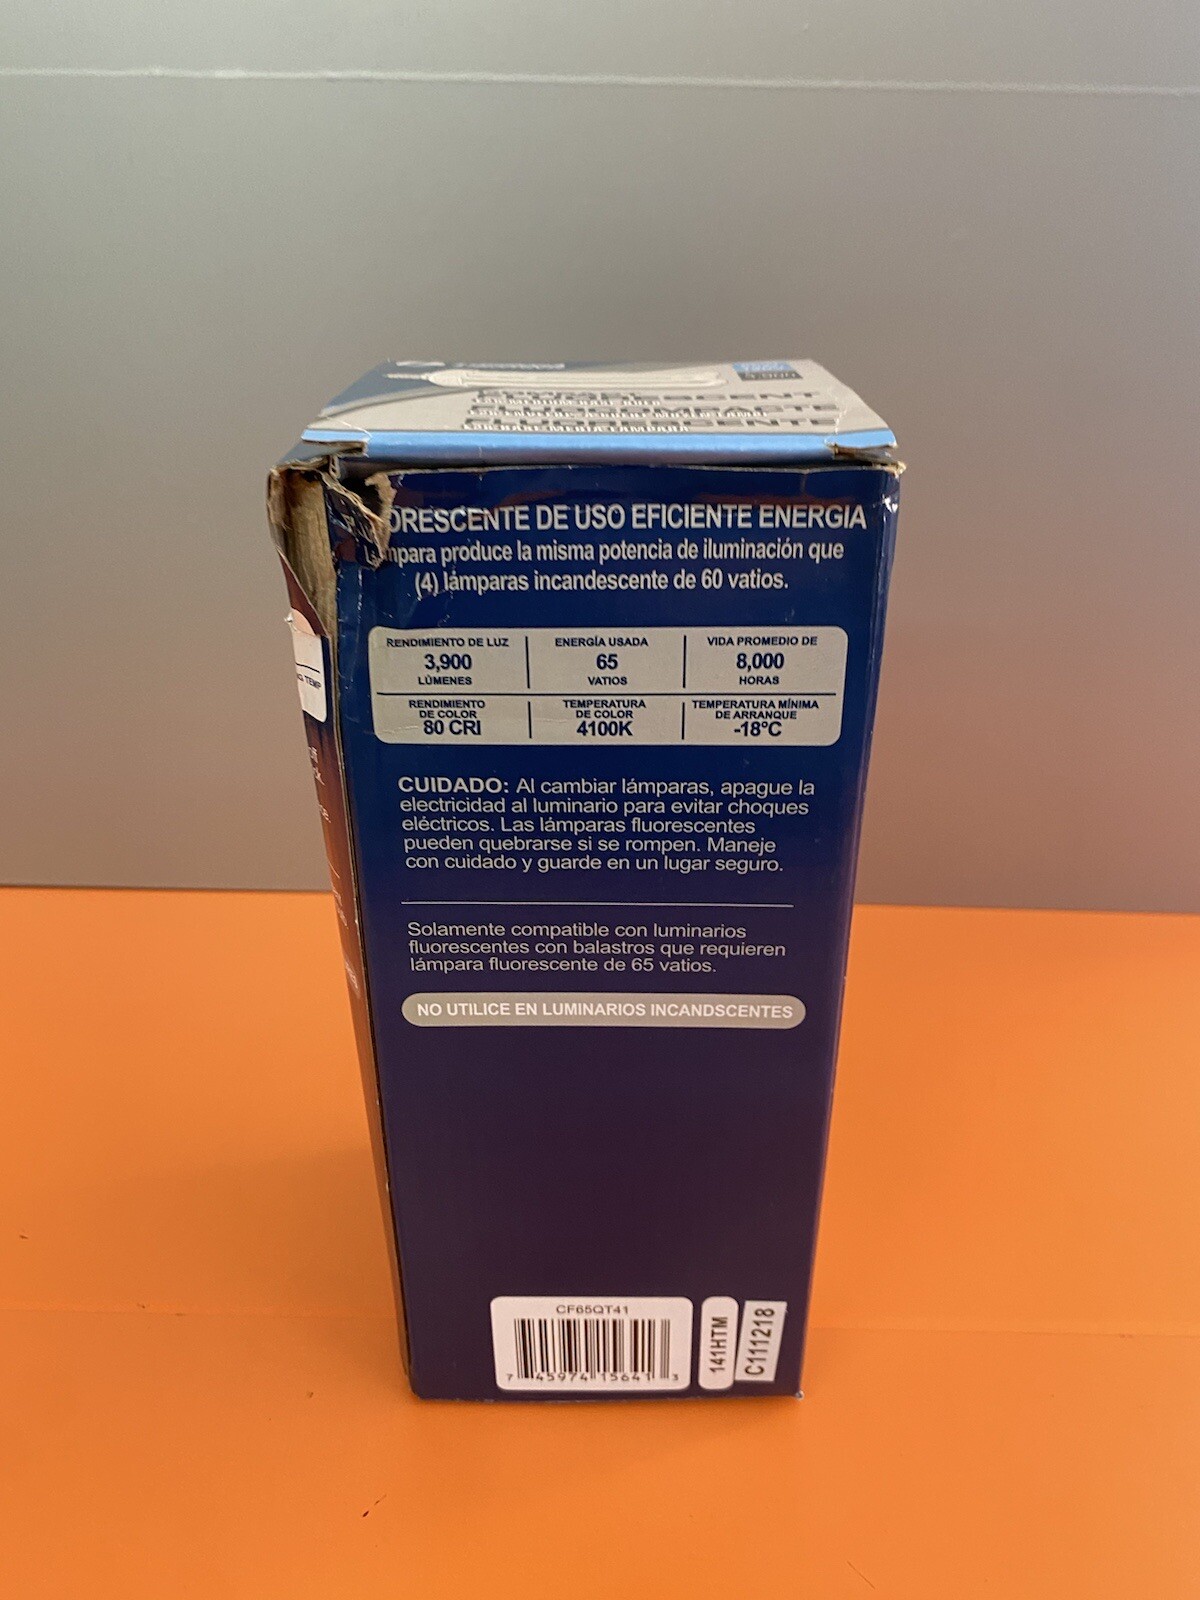 FLUORESCENTE
ORESCENTE DE USO EFICIENTE ENERGIA
mpara produce la misma potencia de iluminación que
(4) lámparas incandescente de 60 vatios.
RENDIMIENTO DE LUZ
3,900
LÚMENES
ENERGÍA USADA
65
VATIOS
VIDA PROMEDIO DE
8,000
HORAS
RENDIMIENTO
DE COLOR
80 CRI
TEMPERATURA
DE COLOR
4100K
TEMPERATURA MÍNIMA
DE ARRANQUE
-18°C
TEMP
CUIDADO: Al cambiar lámparas, apague la
electricidad al luminario para evitar choques
eléctricos. Las lámparas fluorescentes
pueden quebrarse si se rompen. Maneje
con cuidado y guarde en un lugar seguro.
Solamente compatible con luminarios
fluorescentes con balastros que requieren
lámpara fluorescente de 65 vatios.
NO UTILICE EN LUMINARIOS INCANDSCENTES
CF65QT41
7 45974 15641 3
141HTM
C111218